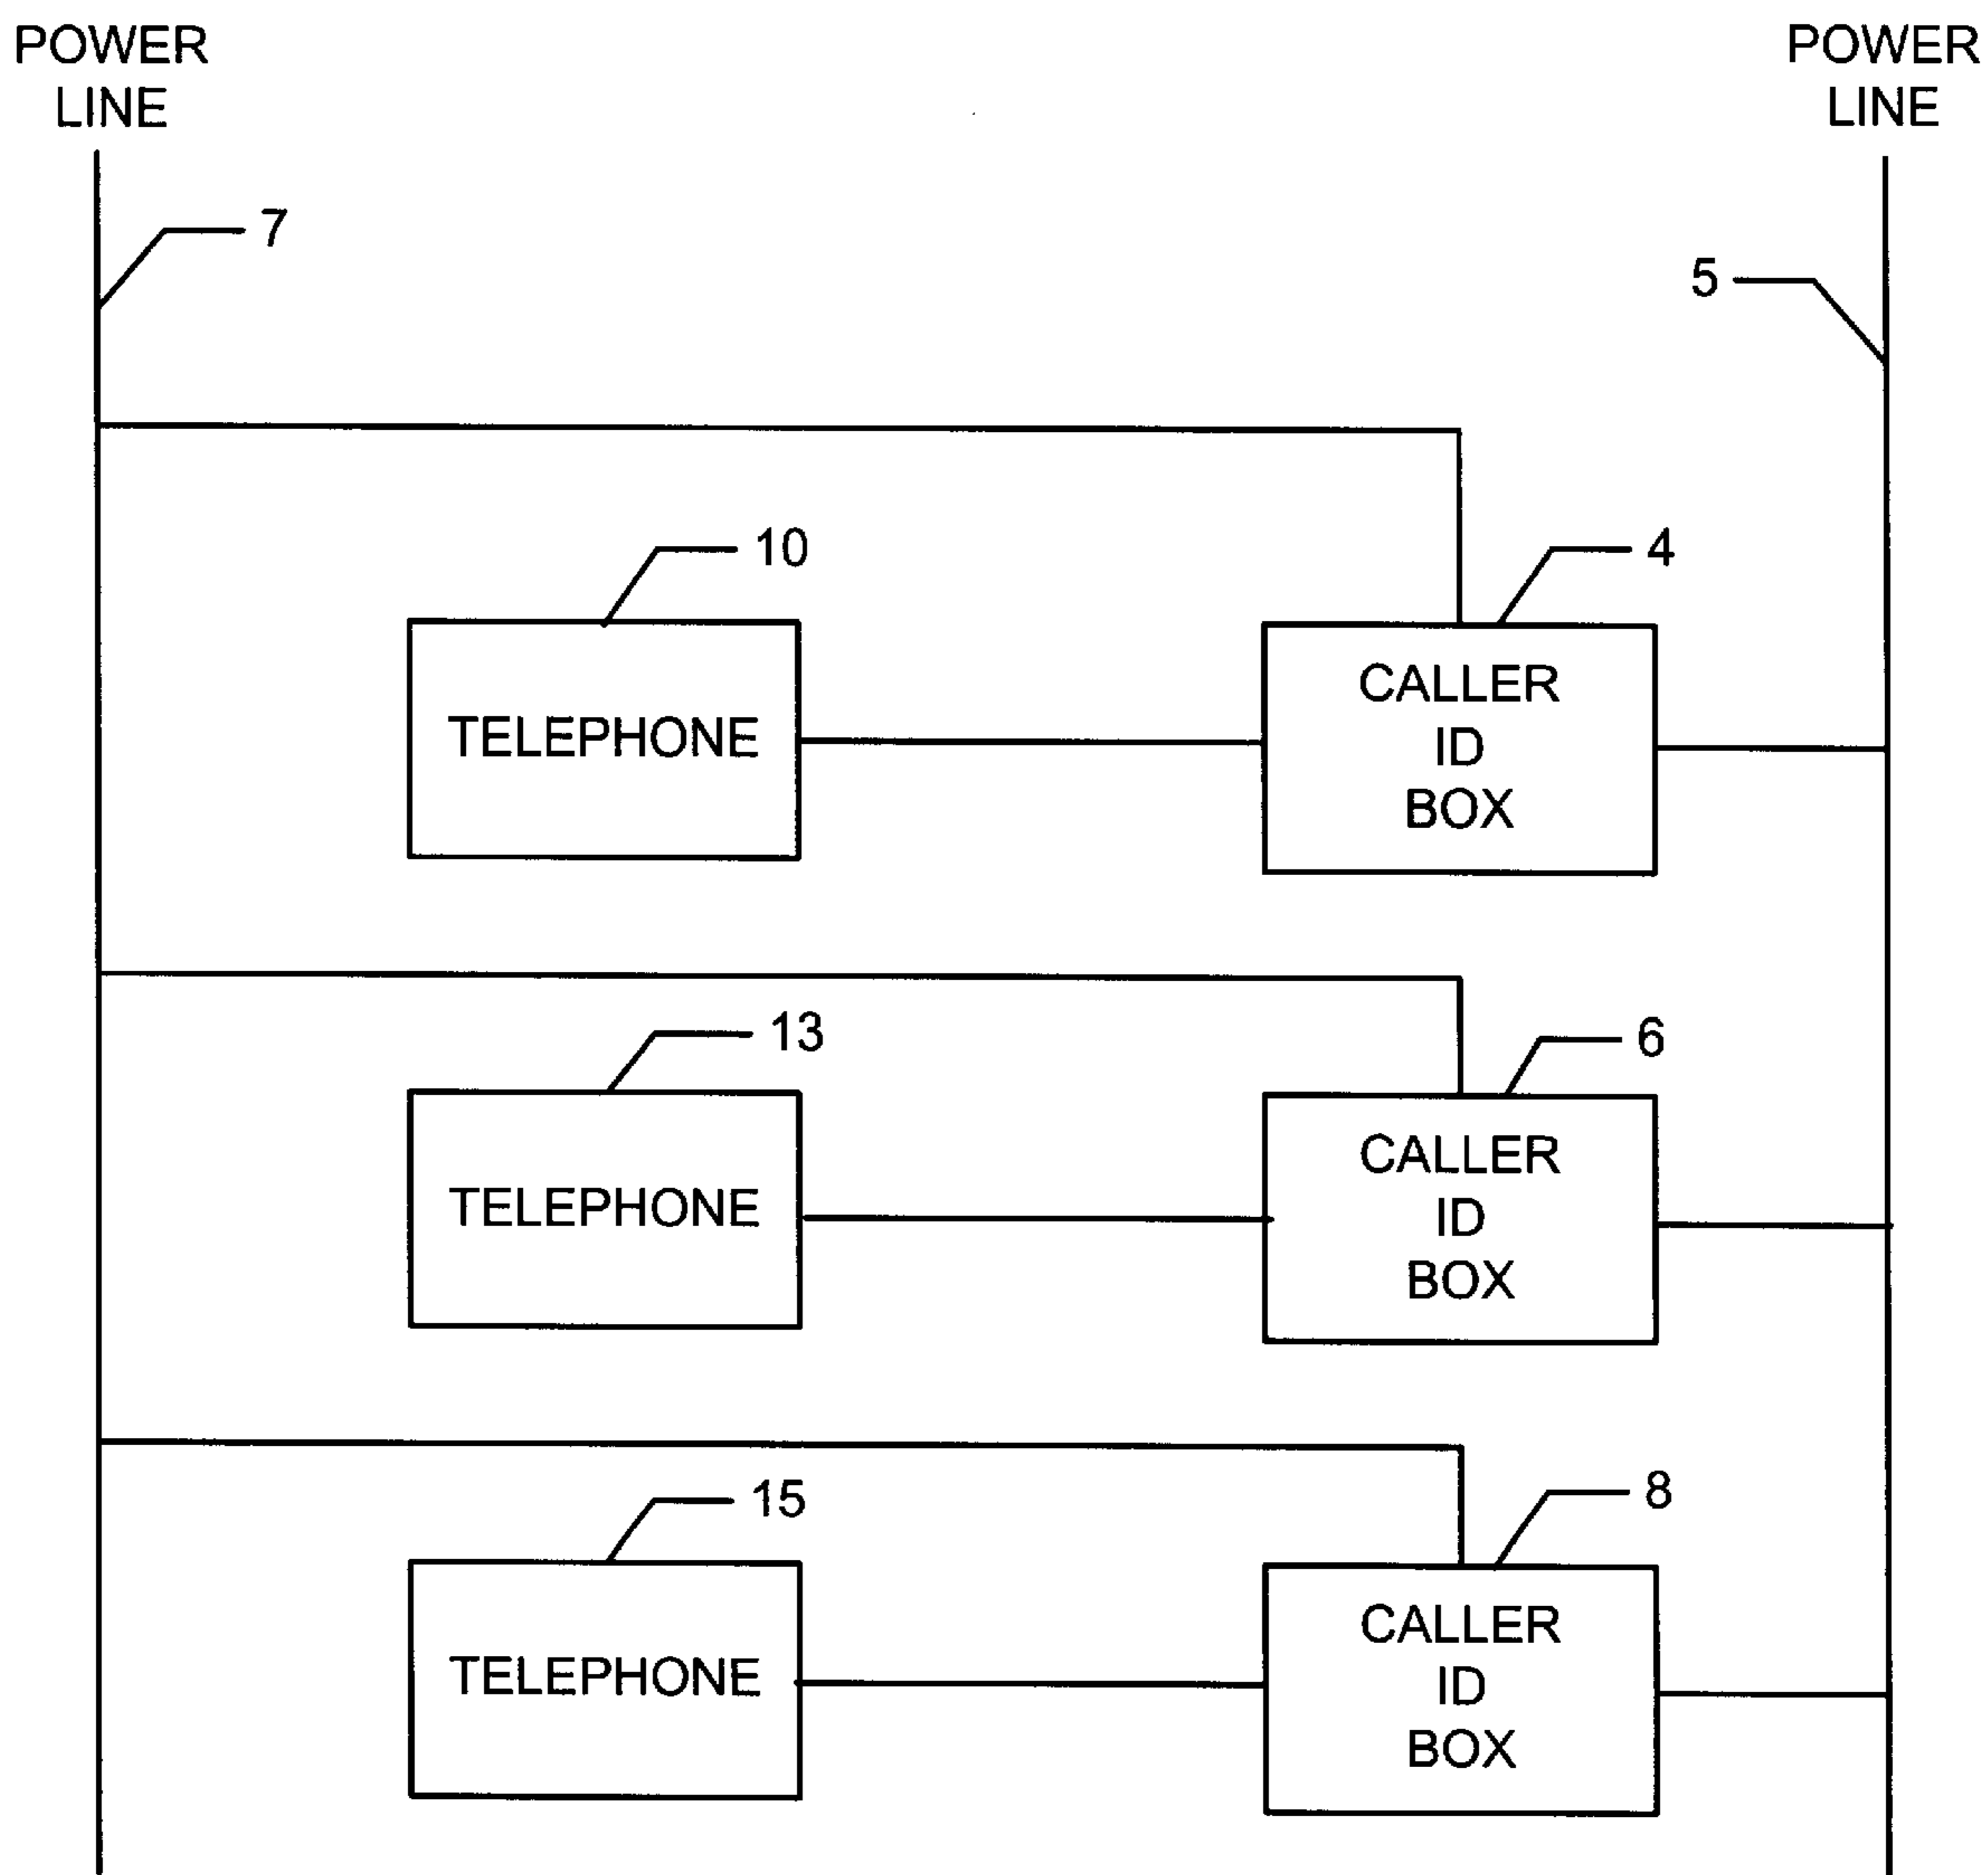 POWER
LINE
POWER
LINE
7
5
10
4
TELEPHONE
CALLER
ID
BOX
13
6
TELEPHONE
CALLER
ID
BOX
15
8
TELEPHONE
CALLER
ID
BOX